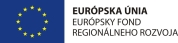 EURÓPSKA ÚNIA
EURÓPSKY FOND
REGIONÁLNEHO ROZVOJA